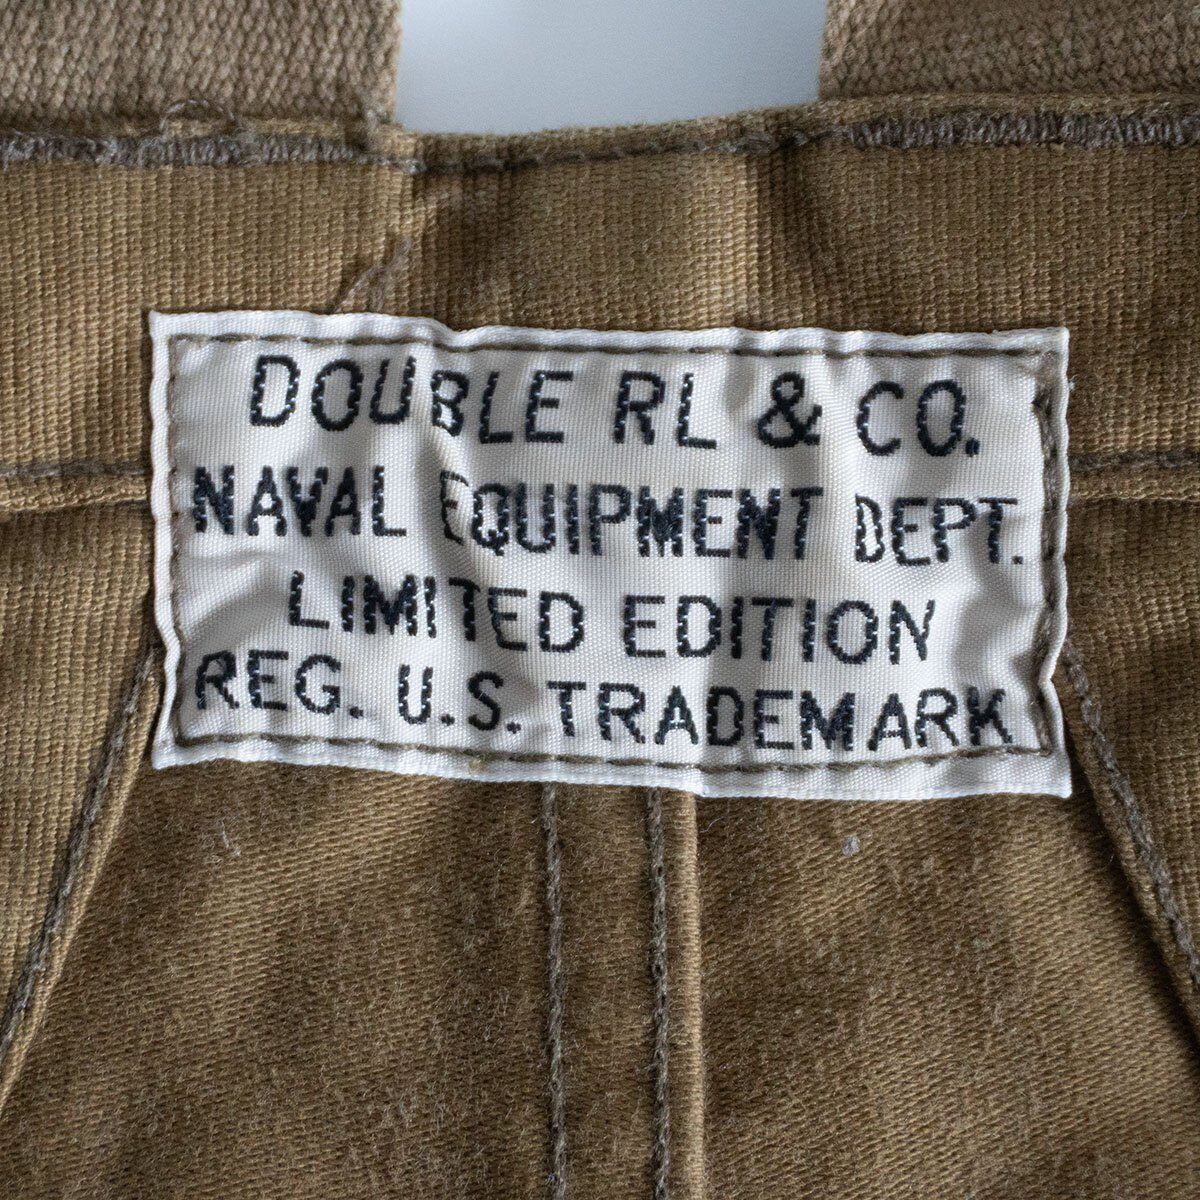 DOUBLE RL & CO.
NAVAL EQUIPMENT DEPT.
LIMITED EDITION
REG. U.S. TRADEMARK